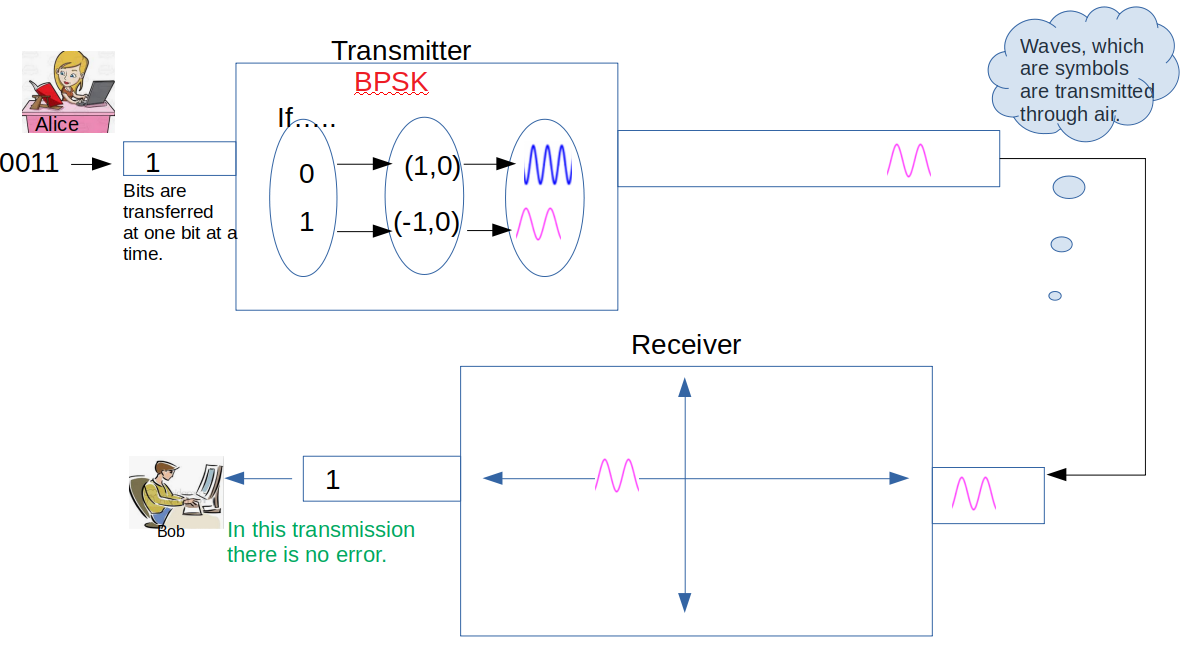 Transmitter
BPSK
Waves, which
are symbols
are transmitted
through air.
Alice
0011
1
Bits are
transferred
at one bit at a
time.
If.....
0
(1,0)
1
(-1,0)
Receiver
1
Bob
In this transmission
there is no error.